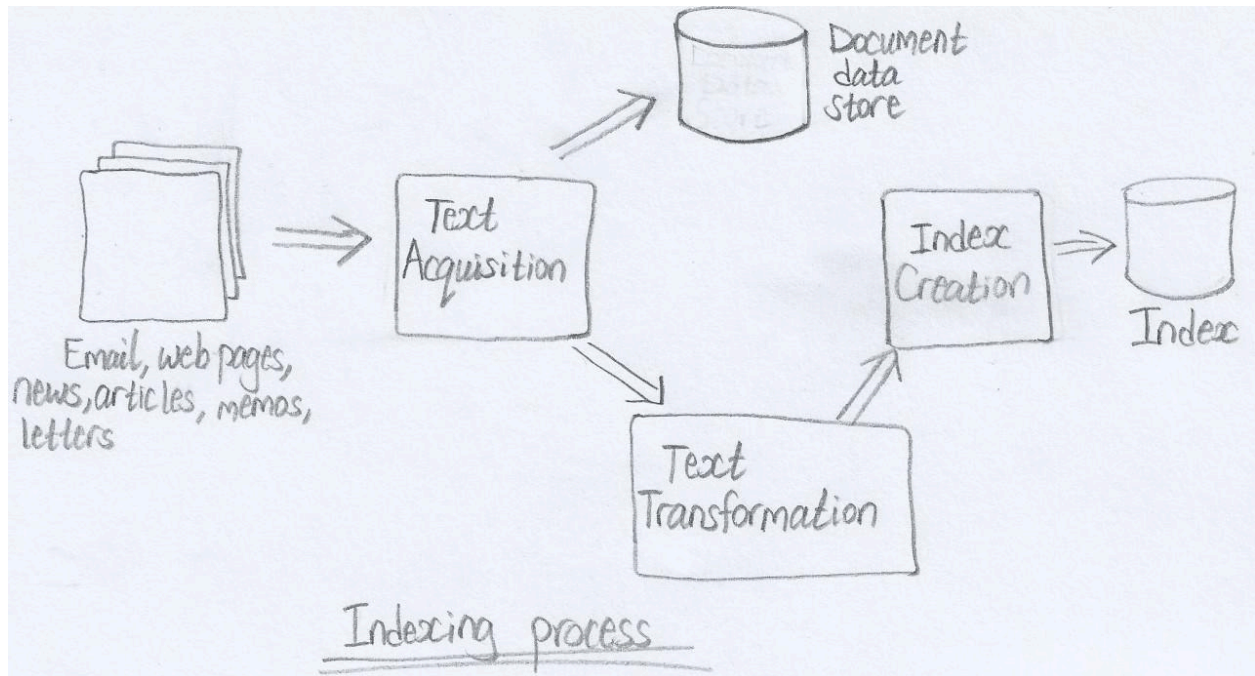 Document
data
store
Text
Acquisition
Index
Creation
Index
Email, web pages,
news, articles, memos,
letters
Text
Transformation
Indexing process